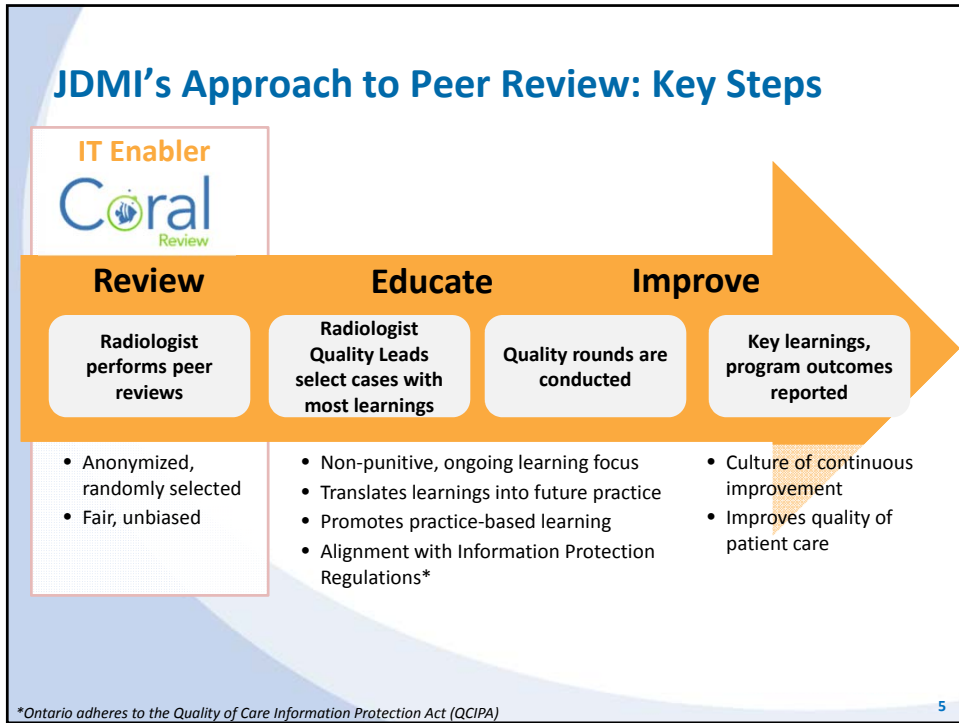 JDMI's Approach to Peer Review: Key Steps
IT Enabler
Coral
Review
Review
Educate
Improve
Radiologist
performs peer
reviews
Radiologist
Quality Leads
select cases with
most learnings
Quality rounds are
conducted
Key learnings,
program outcomes
reported
• Anonymized,
randomly selected
• Fair, unbiased
• Non-punitive, ongoing learning focus
• Translates learnings into future practice
• Promotes practice-based learning
• Alignment with Information Protection
Regulations*
• Culture of continuous
improvement
• Improves quality of
patient care
*Ontario adheres to the Quality of Care Information Protection Act (QCIPA)
5